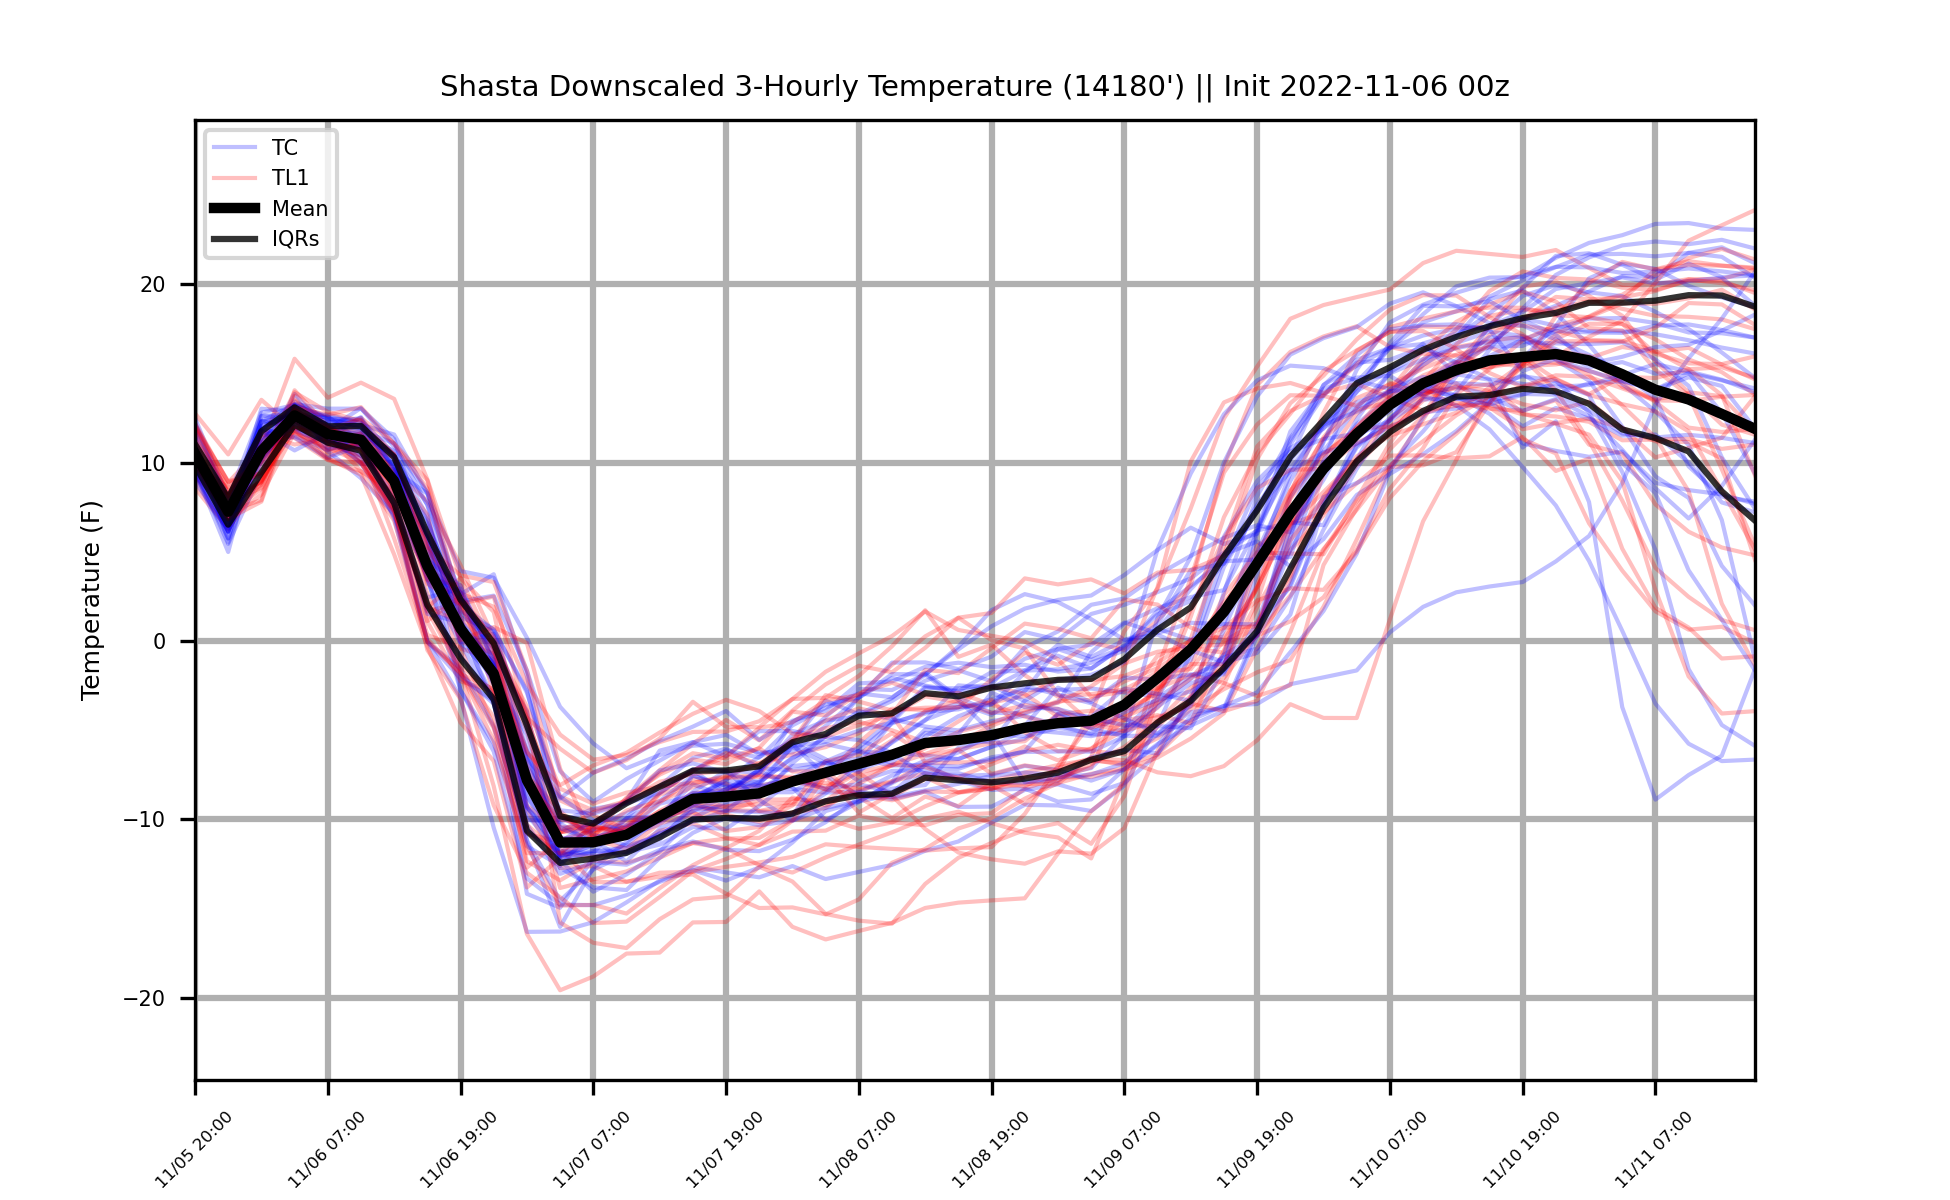 Shasta Downscaled 3-Hourly Temperature (14180') || Init 2022-11-06 00z
TC
TL1
Mean
IQRs
Temperature (F)
20
10
0
−10
−20
11/05 20:00
11/06 07:00
11/06 19:00
11/07 07:00
11/07 19:00
11/08 07:00
11/08 19:00
11/09 07:00
11/09 19:00
11/10 07:00
11/10 19:00
11/11 07:00